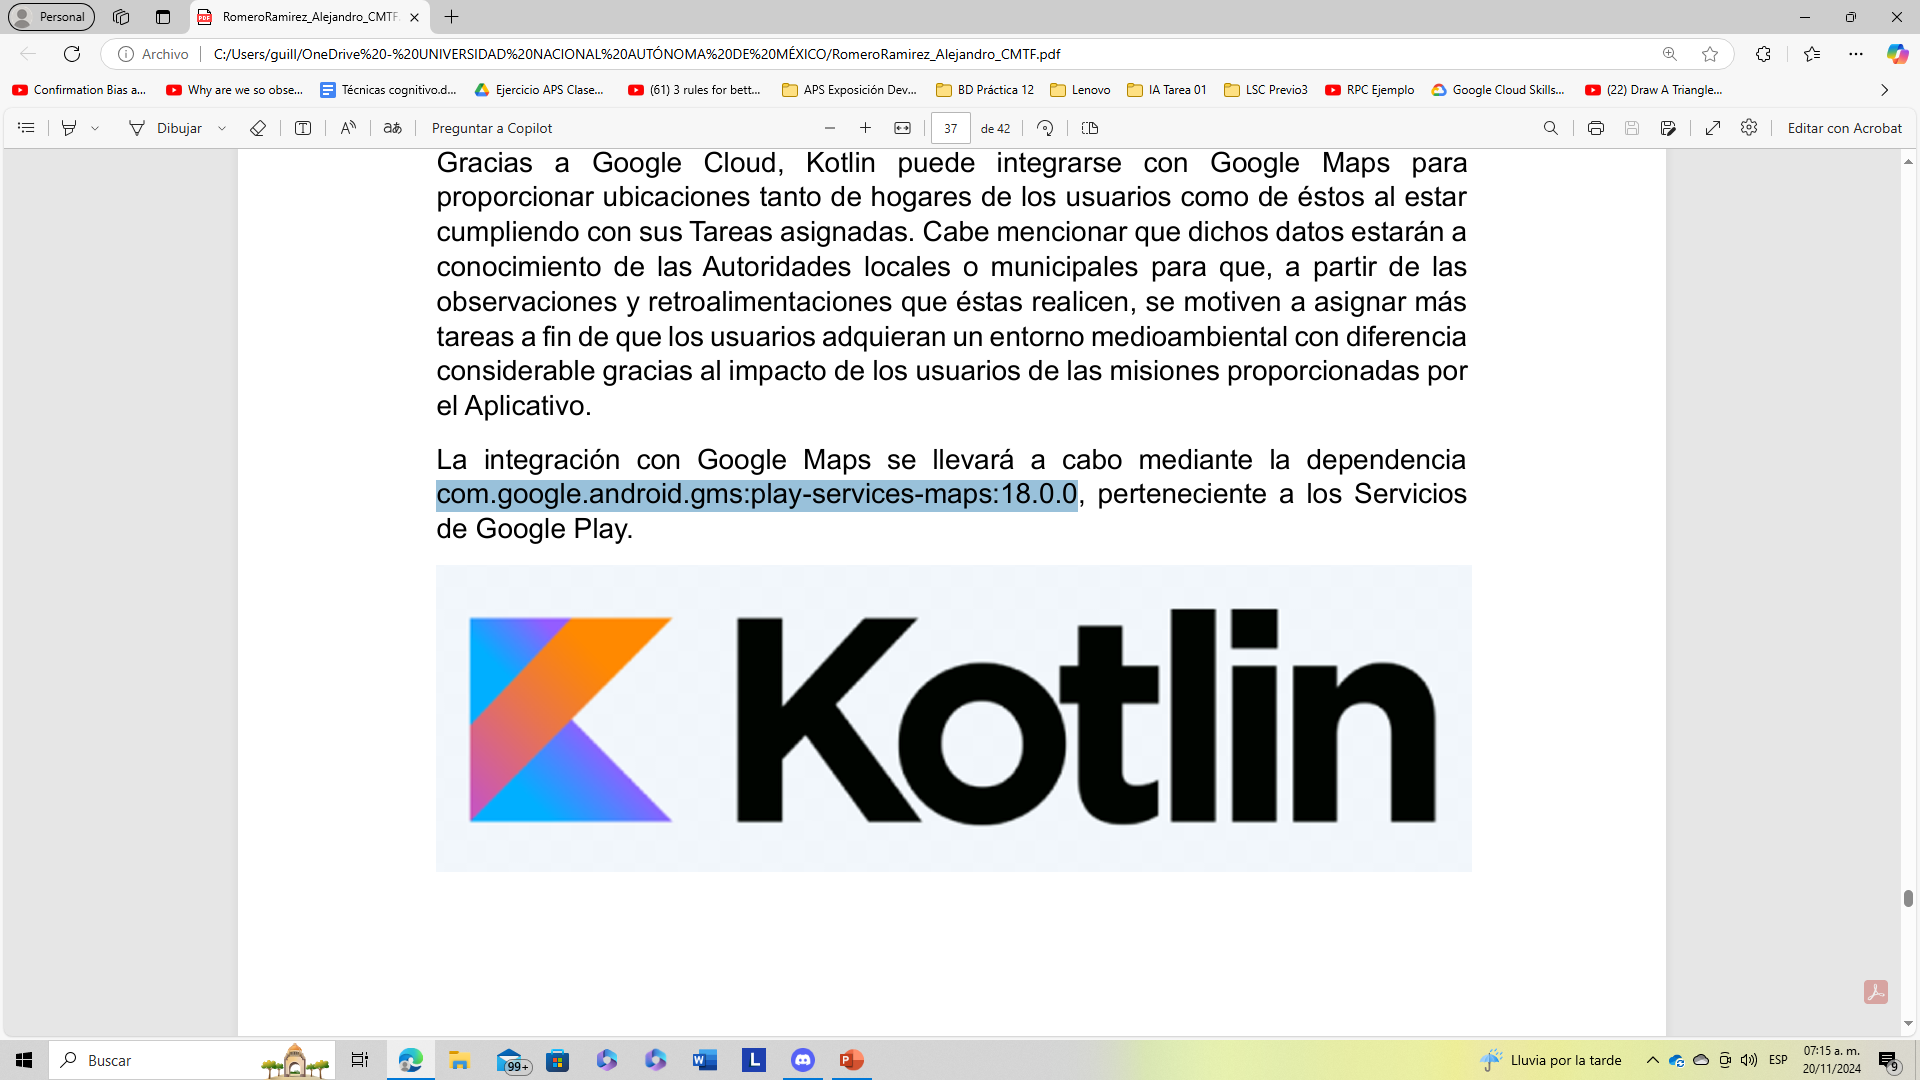 Personal
RomeroRamirez_Alejandro_CMTF.
Archivo
C:/Users/guill/OneDrive%20-%20UNIVERSIDAD%20NACIONAL%20AUTÓNOMA%20DE%20MÉXICO/RomeroRamirez_Alejandro_CMTF.pdf
Confirmation Bias a... Why are we so obse... Técnicas cognitivo.d... Ejercicio APS Clase... (61) 3 rules for bett... APS Exposición Dev... BD Práctica 12 Lenovo IA Tarea 01 LSC Previo3 RPC Ejemplo Google Cloud Skills... (22) Draw A Triangle...
Dibujar Preguntar a Copilot 37 de 42 Editar con Acrobat
Gracias a Google Cloud, Kotlin puede integrarse con Google Maps para
proporcionar ubicaciones tanto de hogares de los usuarios como de éstos al estar
cumpliendo con sus Tareas asignadas. Cabe mencionar que dichos datos estarán a
conocimiento de las Autoridades locales o municipales para que, a partir de las
observaciones y retroalimentaciones que éstas realicen, se motiven a asignar más
tareas a fin de que los usuarios adquieran un entorno medioambiental con diferencia
considerable gracias al impacto de los usuarios de las misiones proporcionadas por
el Aplicativo.
La integración con Google Maps se llevará a cabo mediante la dependencia
com.google.android.gms:play-services-maps:18.0.0, perteneciente a los Servicios
de Google Play.
Kotlin
Buscar
99+
Lluvia por la tarde
ESP
07:15 a. m.
20/11/2024
9